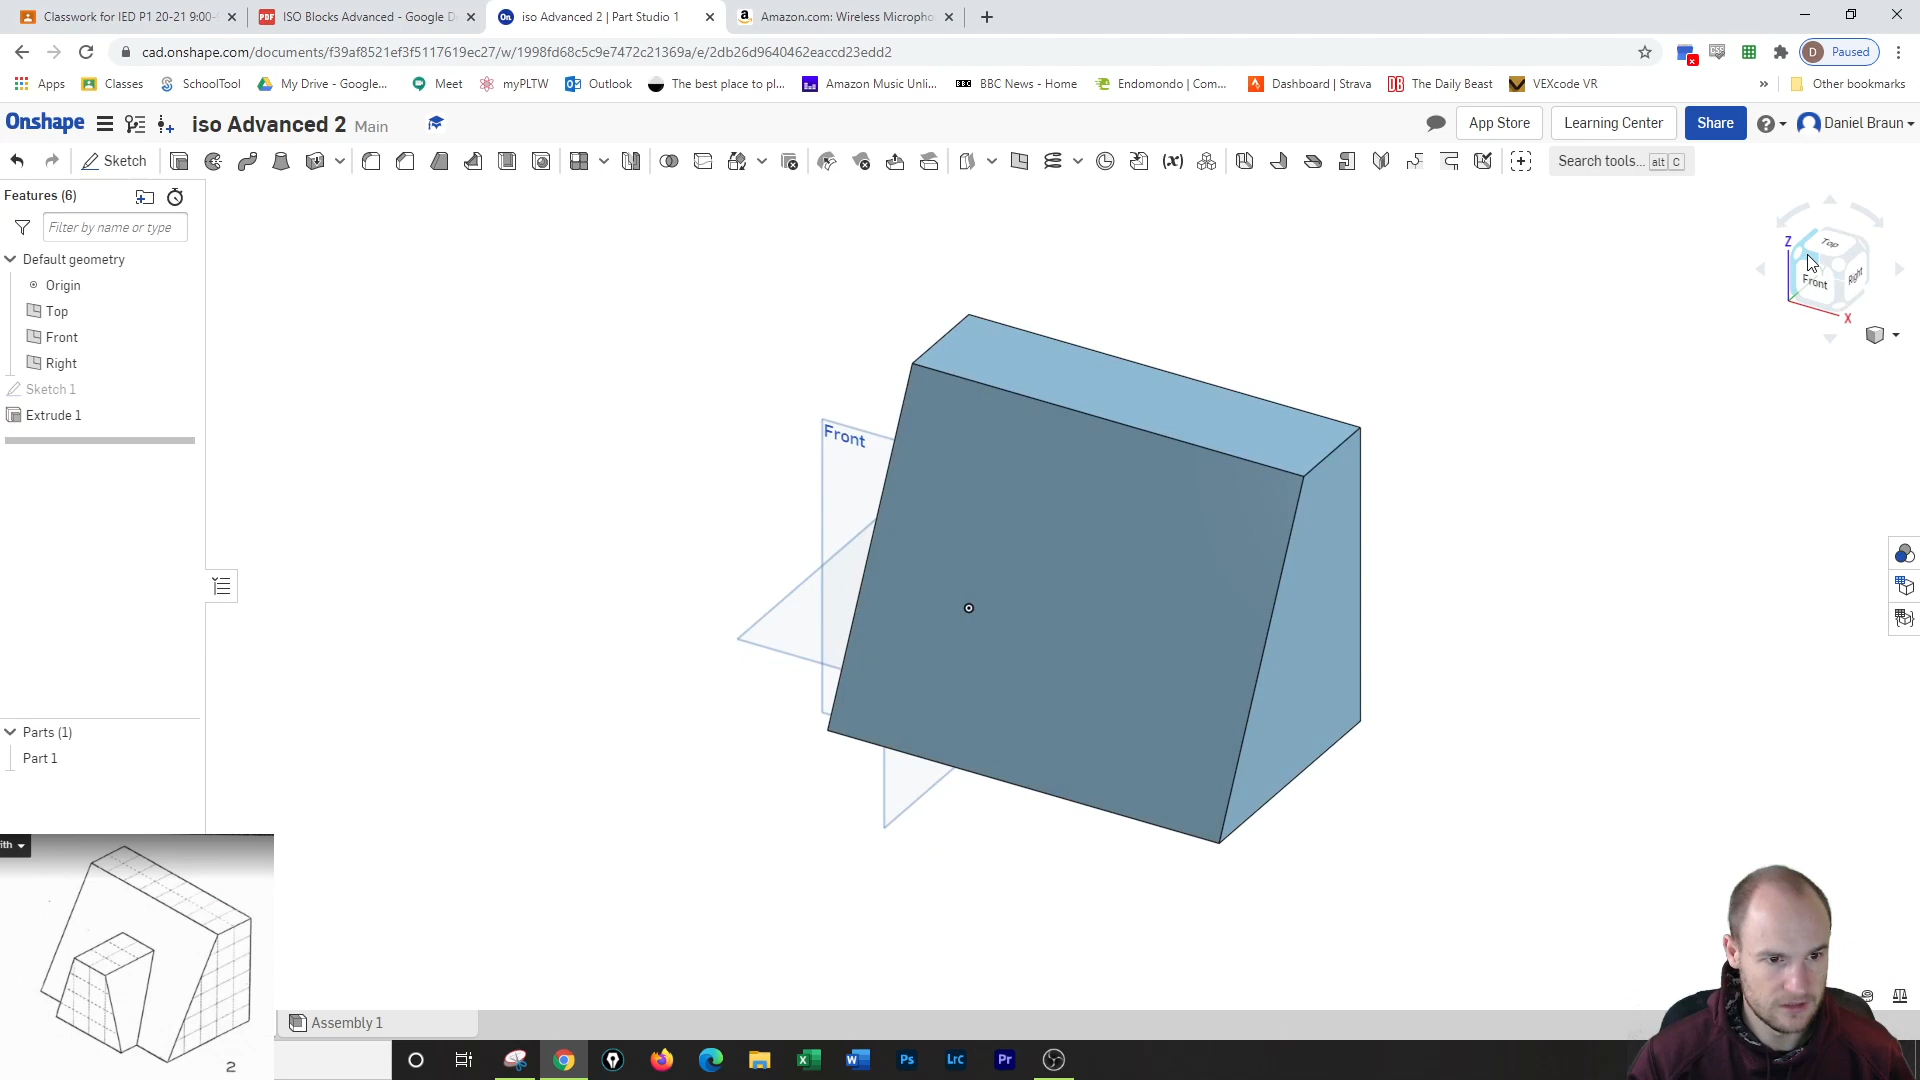 Classwork for IED P1 20-21 9:00-
ISO Blocks Advanced - Google D
iso Advanced 2 | Part Studio 1
Amazon.com: Wireless Micropho
cad.onshape.com/documents/f39af8521ef3f5117619ec27/w/1998fd68c5c9e7472c21369a/e/2db26d9640462eaccd23edd2
D Paused
Apps
Classes
SchoolTool
My Drive - Google...
Meet
myPLTW
Outlook
The best place to pl...
Amazon Music Unli...
BBC News - Home
Endomondo | Com...
Dashboard | Strava
The Daily Beast
VEXcode VR
»
Other bookmarks
Onshape
iso Advanced 2 Main
App Store
Learning Center
Share
Daniel Braun
Sketch
(x)
Search tools... alt C
Features (6)
Filter by name or type
Default geometry
Origin
Top
Front
Right
Sketch 1
Extrude 1
Front
Z
Top
Front
Right
X
Parts (1)
Part 1
ith
2
Assembly 1
Ps
Lrc
Pr